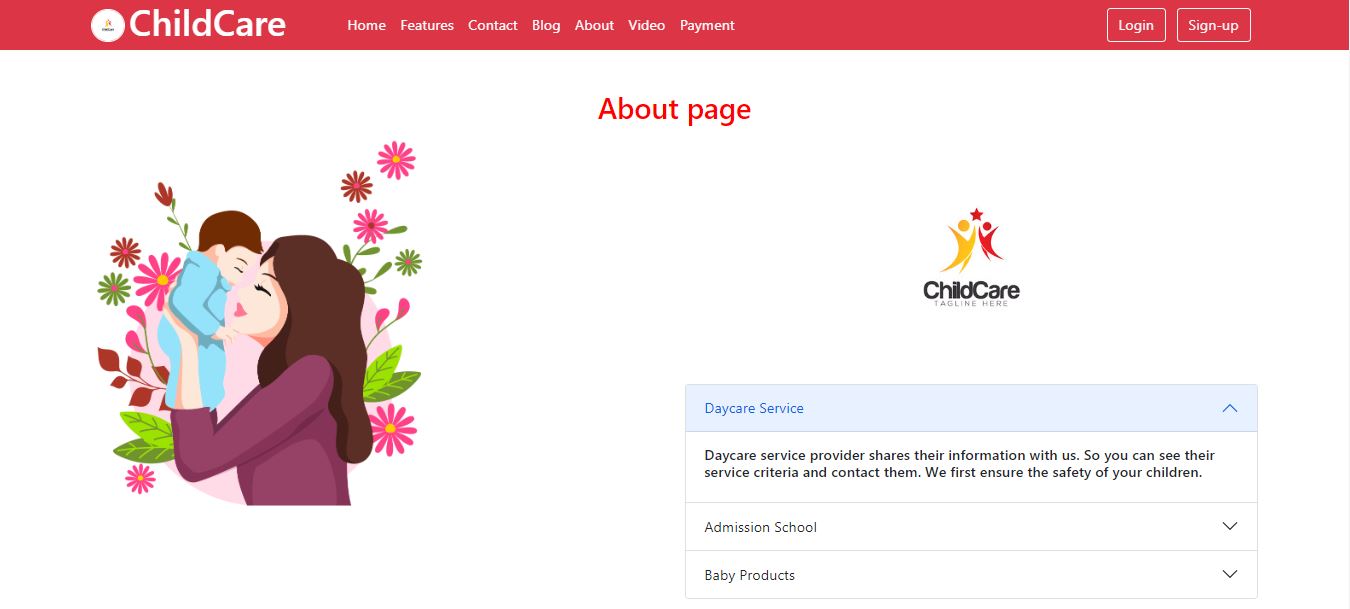 ChildCare
Home Features Contact Blog About Video Payment
Login Sign-up
About page
ChildCare
TAGLINE HERE
Daycare Service
Daycare service provider shares their information with us. So you can see their
service criteria and contact them. We first ensure the safety of your children.
Admission School
Baby Products